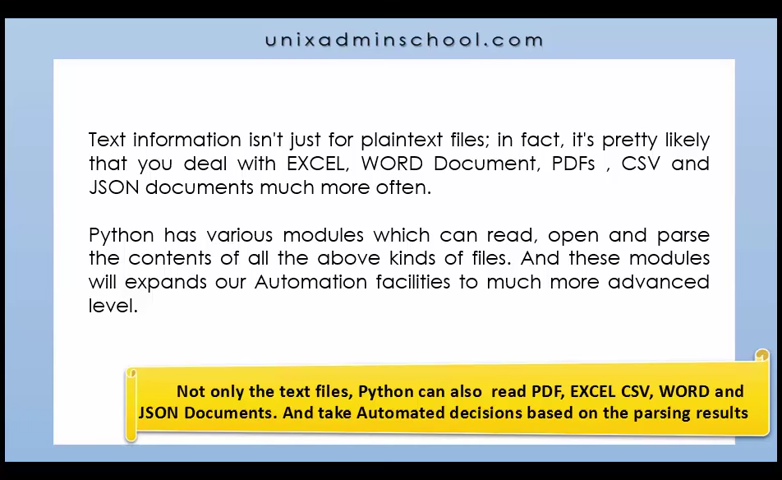 unixadminschool.com
Text information isn't just for plaintext files; in fact, it's pretty likely
that you deal with EXCEL, WORD Document, PDFs , CSV and
JSON documents much more often.
Python has various modules which can read, open and parse
the contents of all the above kinds of files. And these modules
will expands our Automation facilities to much more advanced
level.
Not only the text files, Python can also read PDF, EXCEL CSV, WORD and
JSON Documents. And take Automated decisions based on the parsing results